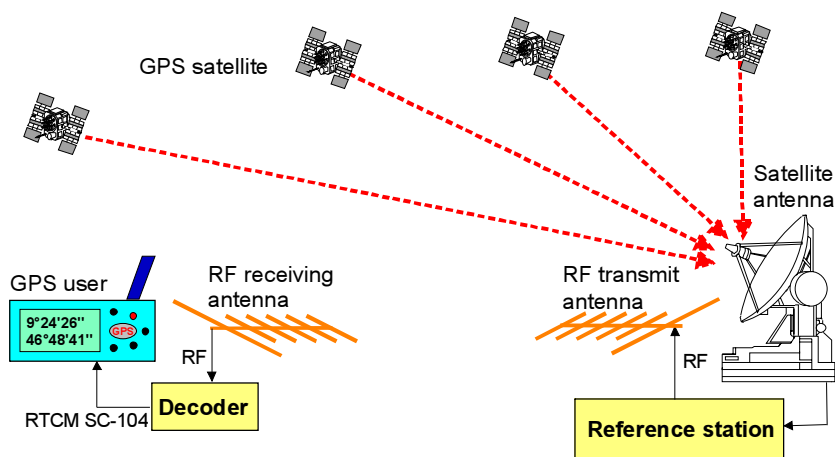 GPS satellite
Satellite
antenna
GPS user
RF receiving
antenna
RF transmit
antenna
9°24'26"
46°48'41"
GPS
RF
RF
RTCM SC-104
Decoder
Reference station